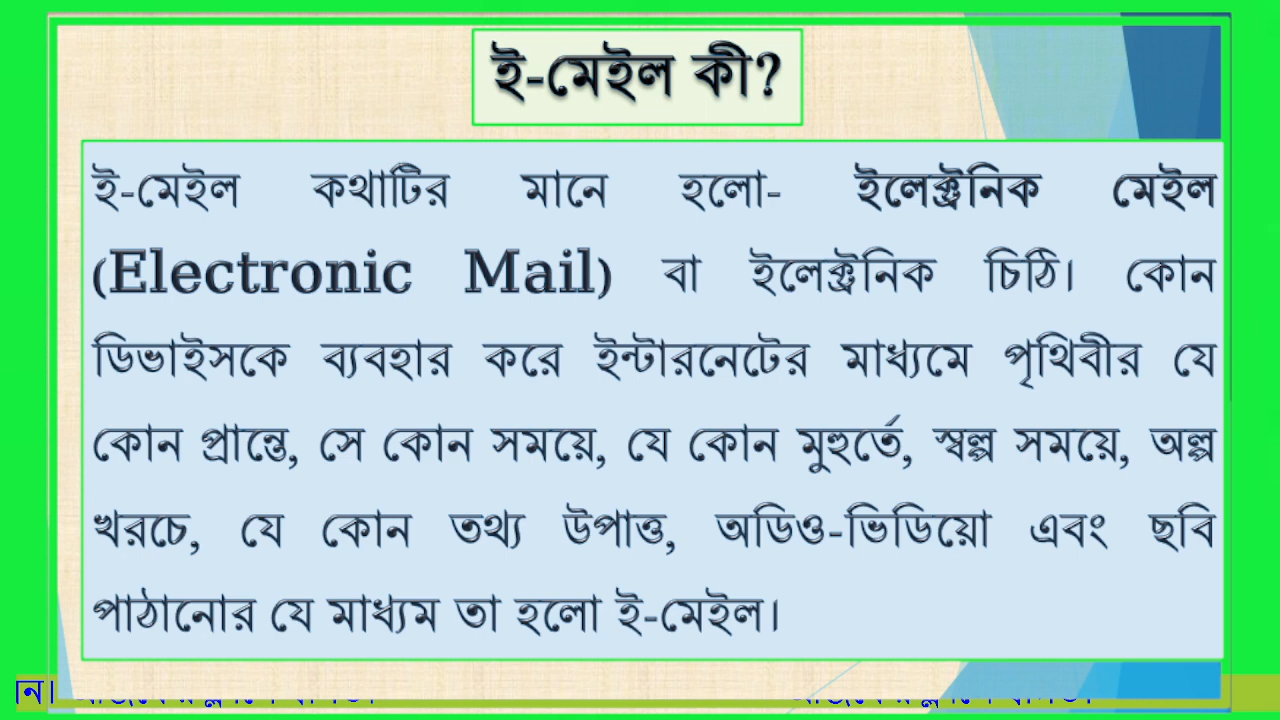 ই-মেইল কী?
ই-মেইল কথাটির মানে হলো- ইলেক্ট্রনিক মেইল
(Electronic Mail) বা ইলেক্ট্রনিক চিঠি। কোন
ডিভাইসকে ব্যবহার করে ইন্টারনেটের মাধ্যমে পৃথিবীর যে
কোন প্রান্তে, সে কোন সময়ে, যে কোন মুহুর্তে, স্বল্প সময়ে, অল্প
খরচে, যে কোন তথ্য উপাত্ত, অডিও-ভিডিয়ো এবং ছবি
পাঠানোর যে মাধ্যম তা হলো ই-মেইল।